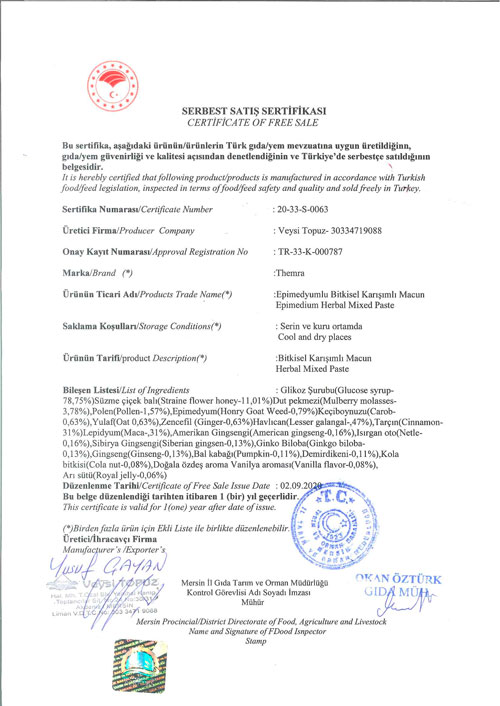 SERBEST SATIŞ SERTİFİKASI
CERTİFİCATE OF FREE SALE
Bu sertifika, aşağıdaki ürünün/ürünlerin Türk gıda/yem mevzuatına uygun üretildiğinn,
gıda/yem güvenirliği ve kalitesi açısından denetlendiğinin ve Türkiye'de serbestçe satıldığının
belgesidir.
It is hereby certified that following product/products is manufactured in accordance with Turkish
food/feed legislation, inspected in terms of food/feed safety and quality and sold freely in Turkey.
Sertifika Numarası/Certificate Number : 20-33-S-0063
Üretici Firma/Producer Company : Veysi Topuz- 30334719088
Onay Kayıt Numarası/Approval Registration No : TR-33-K-000787
Marka/Brand (*) :Themra
Ürünün Ticari Adı/Products Trade Name(*) :Epimedyumlu Bitkisel Karışımlı Macun
Epimedium Herbal Mixed Paste
Saklama Koşulları/Storage Conditions(*) : Serin ve kuru ortamda
Cool and dry places
Ürünün Tarifi/product Description(*) :Bitkisel Karışımlı Macun
Herbal Mixed Paste
Bileşen Listesi/List of Ingredients : Glikoz Şurubu(Glucose syrup-
78,75%)Süzme çiçek balı(Straine flower honey-11,01%)Dut pekmezi(Mulberry molasses-
3,78%),Polen(Pollen-1,57%),Epimedyum(Honry Goat Weed-0,79%)Keçiboynuzu(Carob-
0,63%),Yulaf(Oat 0,63%),Zencefil (Ginger-0,63%)Havlıcan(Lesser galangal-,47%),Tarçın(Cinnamon-
31%)Lepidyum(Maca-,31%),Amerikan Gingsengi(American gingseng-0,16%),Isırgan oto(Netle-
0,16%),Sibirya Gingsengi(Siberian gingsen-0,13%),Ginko Biloba(Ginkgo biloba-
0,13%),Gingseng(Ginseng-0,13%),Bal kabağı(Pumpkin-0,11%),Demirdikeni-0,11%),Kola
bitkisi(Cola nut-0,08%),Doğala özdeş aroma Vanilya aroması(Vanilla flavor-0,08%),
Arı sütü(Royal jelly-0,06%)
Düzenlenme Tarihi/Certificate of Free Sale Issue Date : 02.09.2020
Bu belge düzenlendiği tarihten itibaren 1 (bir) yıl geçerlidir.
This certificate is valid for 1(one) year after date of issue.
T.C.
1923
(*)Birden fazla ürün için Ekli Liste ile birlikte düzenlenebilir.
Üretici/İhracavçı Firma
Manufacturer's /Exporter's
Yusuf GAYAN
Veysi TOPUZ
Mersin İl Gıda Tarım ve Orman Müdürlüğü
Kontrol Görevlisi Adı Soyadı İmzası
Mühür
OKAN ÖZTÜRK
GIDA MÜH.
Mersin Procincial/District Directorate of Food, Agriculture and Livestock
Name and Signature of FDood Isnpector
Stamp